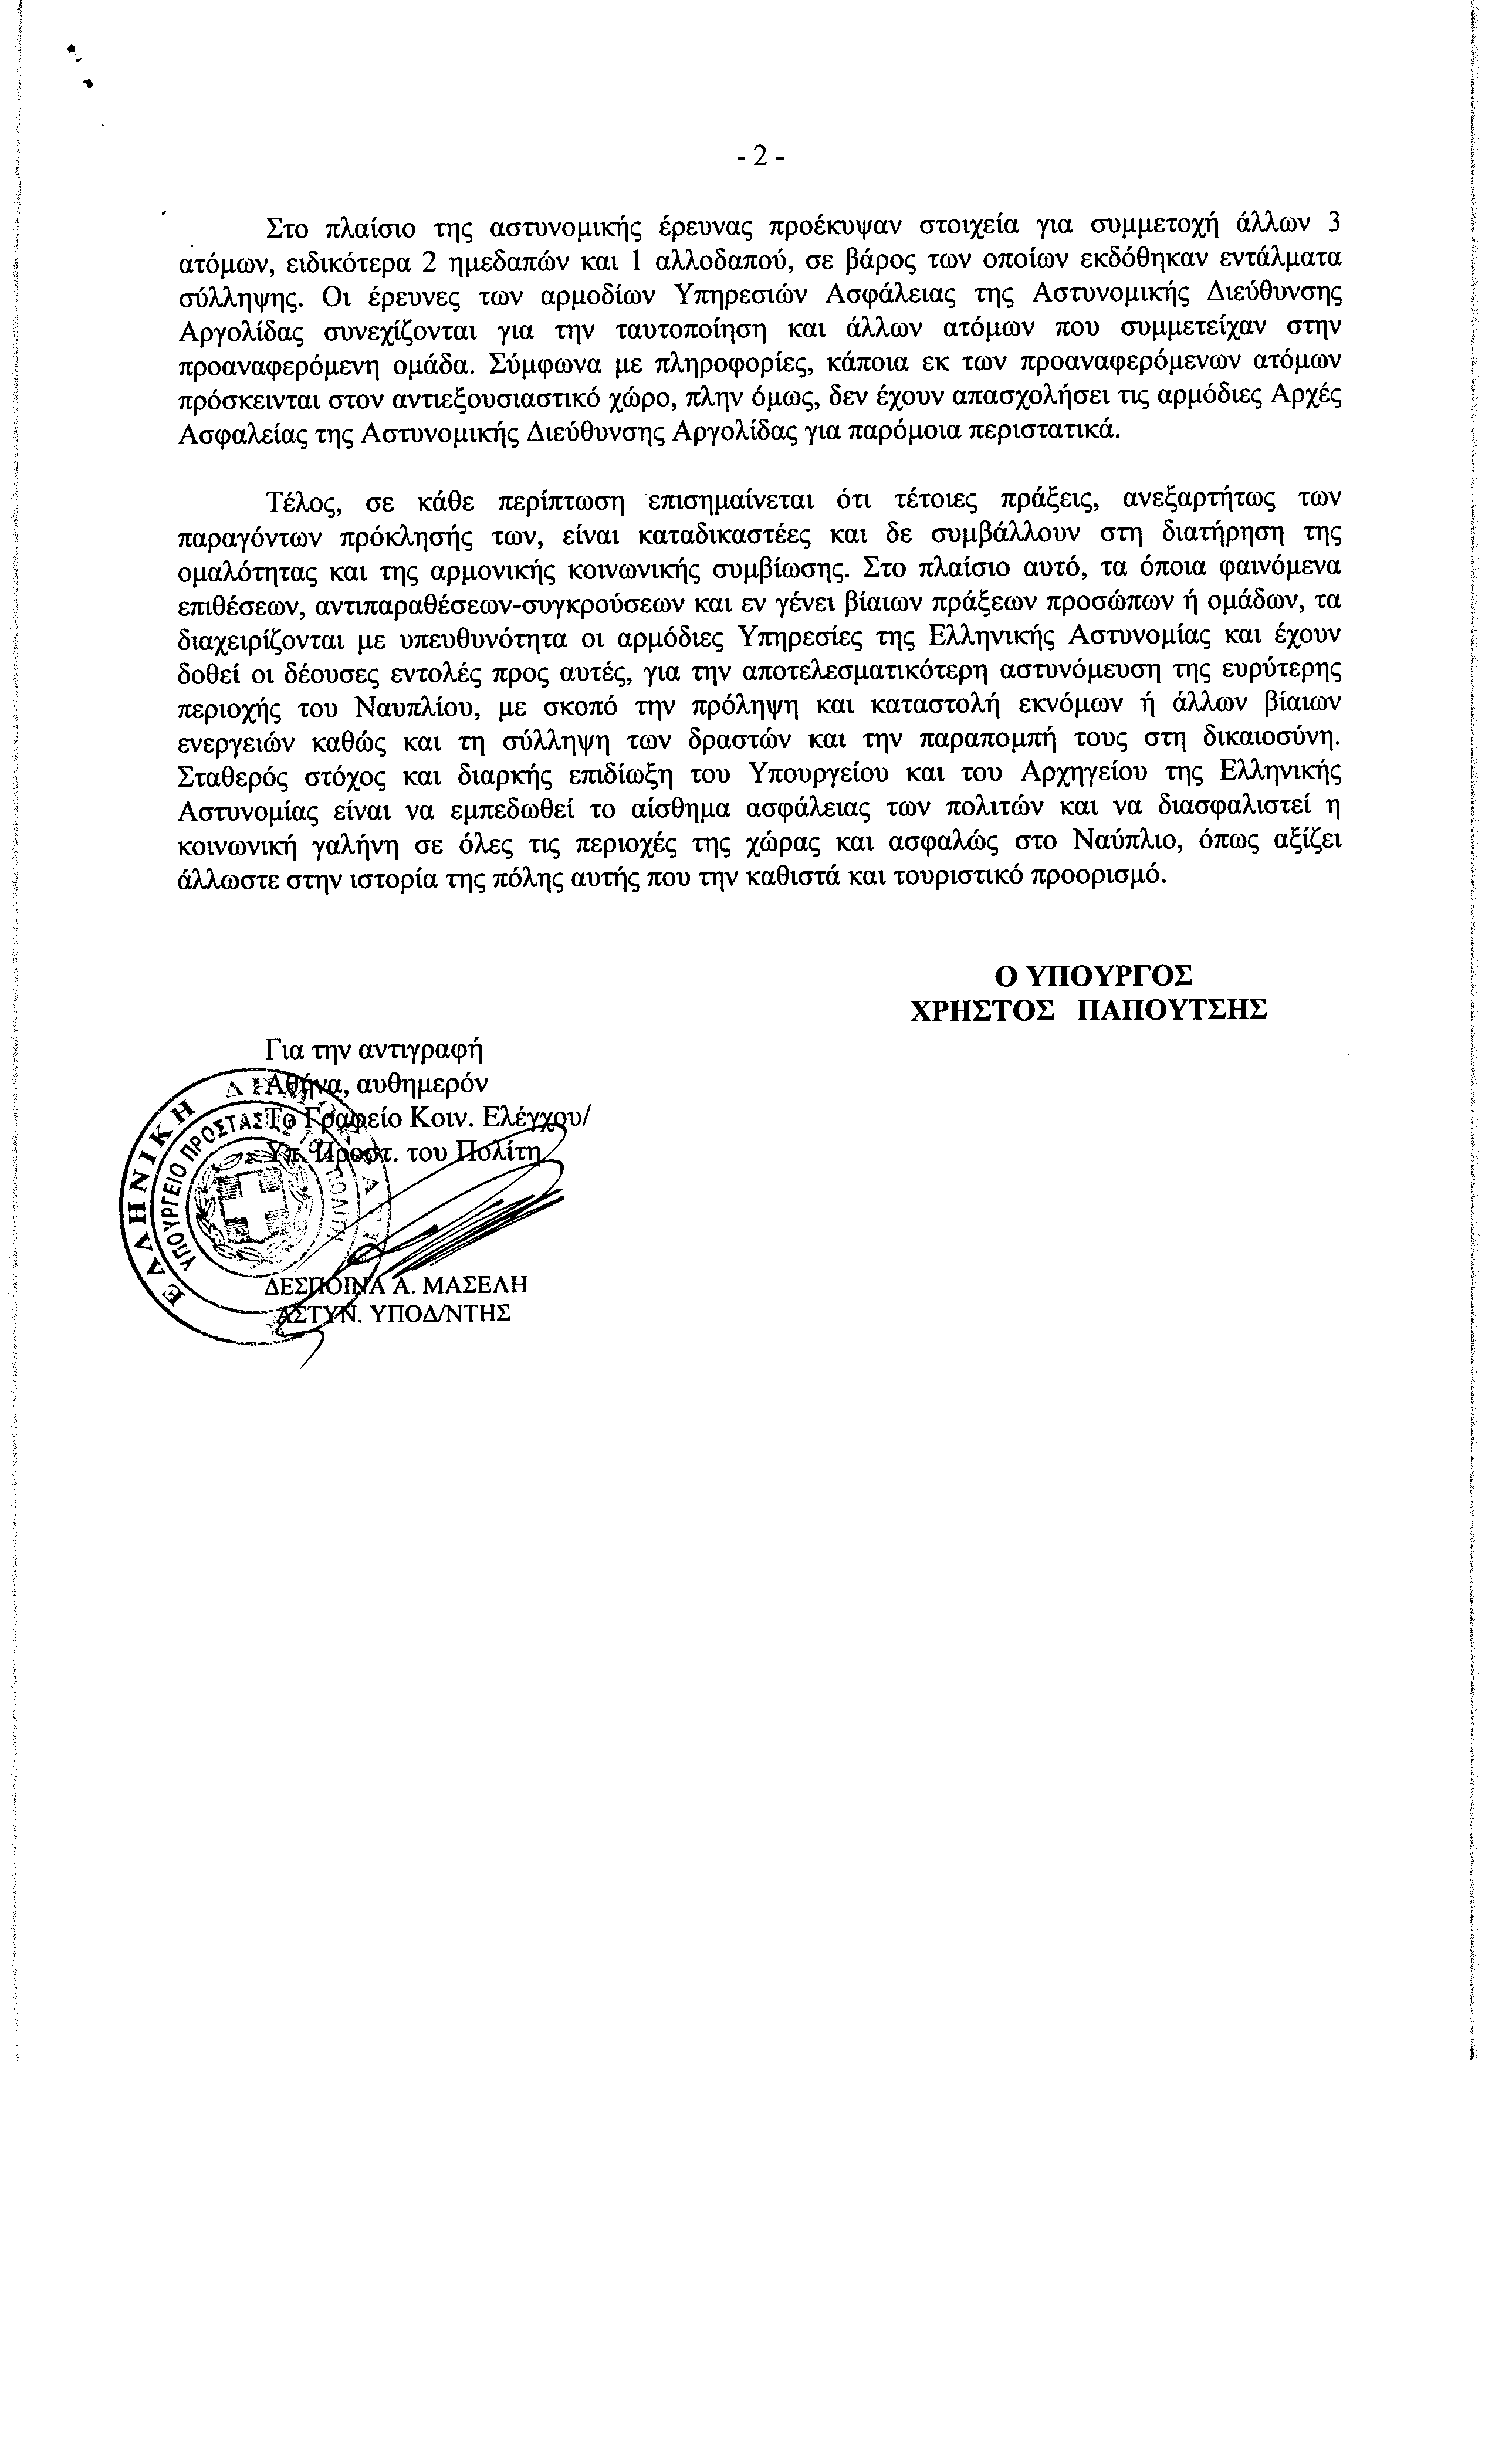 - 2 -
Στο πλαίσιο της αστυνομικής έρευνας προέκυψαν στοιχεία για συμμετοχή άλλων 3
ατόμων, ειδικότερα 2 ημεδαπών και 1 αλλοδαπού, σε βάρος των οποίων εκδόθηκαν εντάλματα
σύλληψης. Οι έρευνες των αρμοδίων Υπηρεσιών Ασφάλειας της Αστυνομικής Διεύθυνσης
Αργολίδας συνεχίζονται για την ταυτοποίηση και άλλων ατόμων που συμμετείχαν στην
προαναφερόμενη ομάδα. Σύμφωνα με πληροφορίες, κάποια εκ των προαναφερόμενων ατόμων
πρόσκεινται στον αντιεξουσιαστικό χώρο, πλην όμως, δεν έχουν απασχολήσει τις αρμόδιες Αρχές
Ασφαλείας της Αστυνομικής Διεύθυνσης Αργολίδας για παρόμοια περιστατικά.
Τέλος, σε κάθε περίπτωση επισημαίνεται ότι τέτοιες πράξεις, ανεξαρτήτως των
παραγόντων πρόκλησής των, είναι καταδικαστέες και δε συμβάλλουν στη διατήρηση της
ομαλότητας και της αρμονικής κοινωνικής συμβίωσης. Στο πλαίσιο αυτό, τα όποια φαινόμενα
επιθέσεων, αντιπαραθέσεων-συγκρούσεων και εν γένει βίαιων πράξεων προσώπων ή ομάδων, τα
διαχειρίζονται με υπευθυνότητα οι αρμόδιες Υπηρεσίες της Ελληνικής Αστυνομίας και έχουν
δοθεί οι δέουσες εντολές προς αυτές, για την αποτελεσματικότερη αστυνόμευση της ευρύτερης
περιοχής του Ναυπλίου, με σκοπό την πρόληψη και καταστολή εκνόμων ή άλλων βίαιων
ενεργειών καθώς και τη σύλληψη των δραστών και την παραπομπή τους στη δικαιοσύνη.
Σταθερός στόχος και διαρκής επιδίωξη του Υπουργείου και του Αρχηγείου της Ελληνικής
Αστυνομίας είναι να εμπεδωθεί το αίσθημα ασφάλειας των πολιτών και να διασφαλιστεί η
κοινωνική γαλήνη σε όλες τις περιοχές της χώρας και ασφαλώς στο Ναύπλιο, όπως αξίζει
άλλωστε στην ιστορία της πόλης αυτής που την καθιστά και τουριστικό προορισμό.
Ο ΥΠΟΥΡΓΟΣ
ΧΡΗΣΤΟΣ ΠΑΠΟΥΤΣΗΣ
Για την αντιγραφή
Αθήνα, αυθημερόν
Το Γραφείο Κοιν. Ελέγχου/
Υπ. Προστ. του Πολίτη
ΔΕΣΠΟΙΝΑ Α. ΜΑΣΕΛΗ
ΑΣΤΥΝ. ΥΠΟΔ/ΝΤΗΣ
ΕΛΛΗΝΙΚΗ
ΥΠΟΥΡΓΕΙΟ ΠΡΟΣΤΑΣ